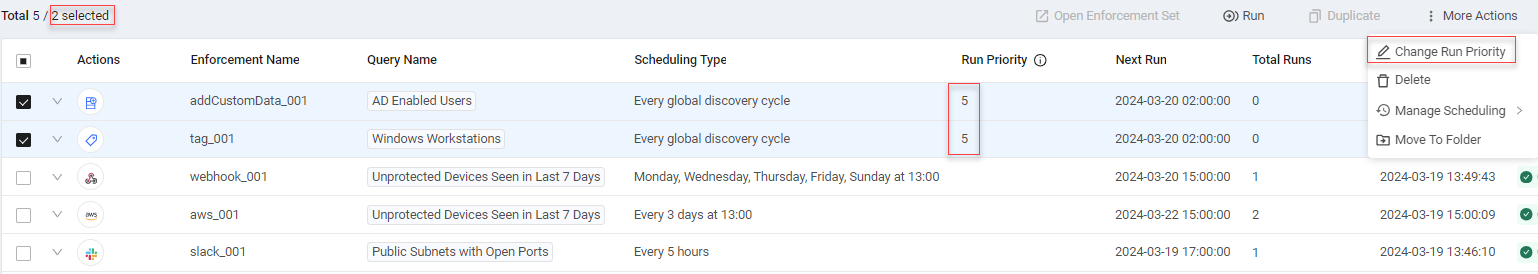 Total 5 / 2 selected Open Enforcement Set Run Duplicate More Actions
Actions Enforcement Name Query Name Scheduling Type Run Priority Next Run Total Runs Change Run Priority
Delete
addCustomData_001 AD Enabled Users Every global discovery cycle 5 2024-03-20 02:00:00 0
Manage Scheduling
tag_001 Windows Workstations Every global discovery cycle 5 2024-03-20 02:00:00 0 Move To Folder
webhook_001 Unprotected Devices Seen in Last 7 Days Monday, Wednesday, Thursday, Friday, Sunday at 13:00 2024-03-20 15:00:00 1 2024-03-19 13:49:43
aws aws_001 Unprotected Devices Seen in Last 7 Days Every 3 days at 13:00 2024-03-22 15:00:00 2 2024-03-19 15:00:09
slack_001 Public Subnets with Open Ports Every 5 hours 2024-03-19 17:00:00 1 2024-03-19 13:46:10